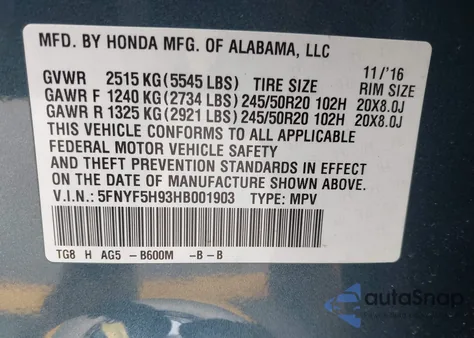 MFD. BY HONDA MFG. OF ALABAMA, LLC
11/'16
GVWR 2515 KG(5545 LBS) TIRE SIZE RIM SIZE
GAWR F 1240 KG(2734 LBS)245/50R20 102H 20X8.0J
GAWR R 1325 KG(2921 LBS)245/50R20 102H 20X8.0J
THIS VEHICLE CONFORMS TO ALL APPLICABLE
FEDERAL MOTOR VEHICLE SAFETY
AND THEFT PREVENTION STANDARDS IN EFFECT
ON THE DATE OF MANUFACTURE SHOWN ABOVE.
V.I.N.: 5FNYF5H93HB001903 TYPE: MPV
TG8 H AG5 -B600M -B-B
autoSnap